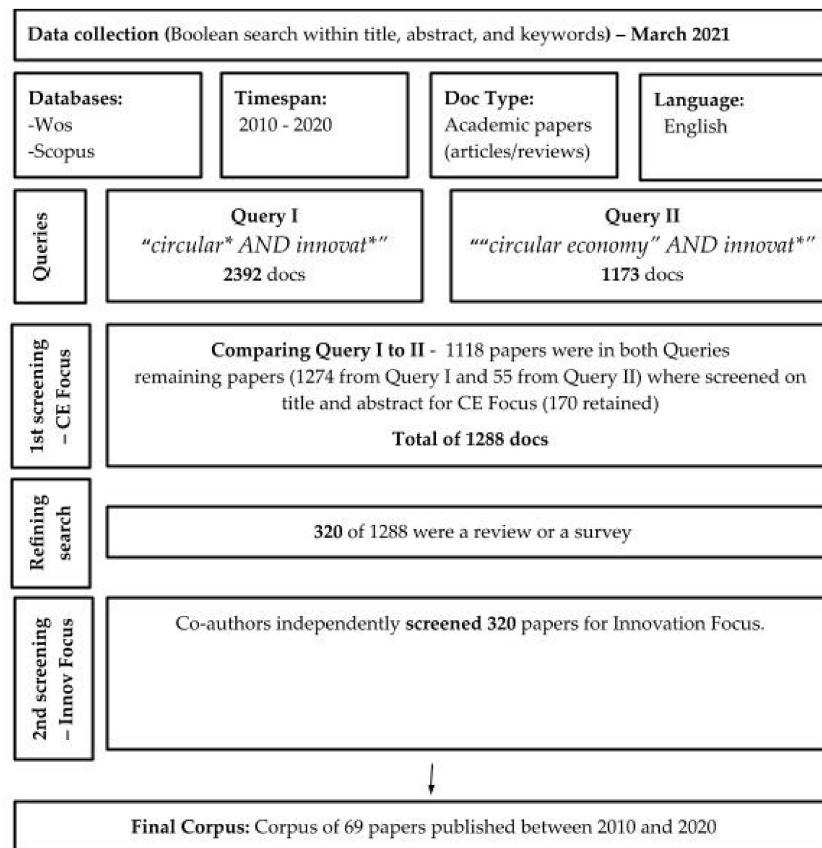 Data collection (Boolean search within title, abstract, and keywords) – March 2021
Databases:
-Wos
-Scopus
Timespan:
2010 - 2020
Doc Type:
Academic papers
(articles/reviews)
Language:
English
Queries
Query I
“circular* AND innovat*”
2392 docs
Query II
““circular economy” AND innovat*”
1173 docs
1st screening
– CE Focus
Comparing Query I to II - 1118 papers were in both Queries
remaining papers (1274 from Query I and 55 from Query II) where screened on
title and abstract for CE Focus (170 retained)
Total of 1288 docs
Refining
search
320 of 1288 were a review or a survey
2nd screening
– Innov Focus
Co-authors independently screened 320 papers for Innovation Focus.
Final Corpus: Corpus of 69 papers published between 2010 and 2020